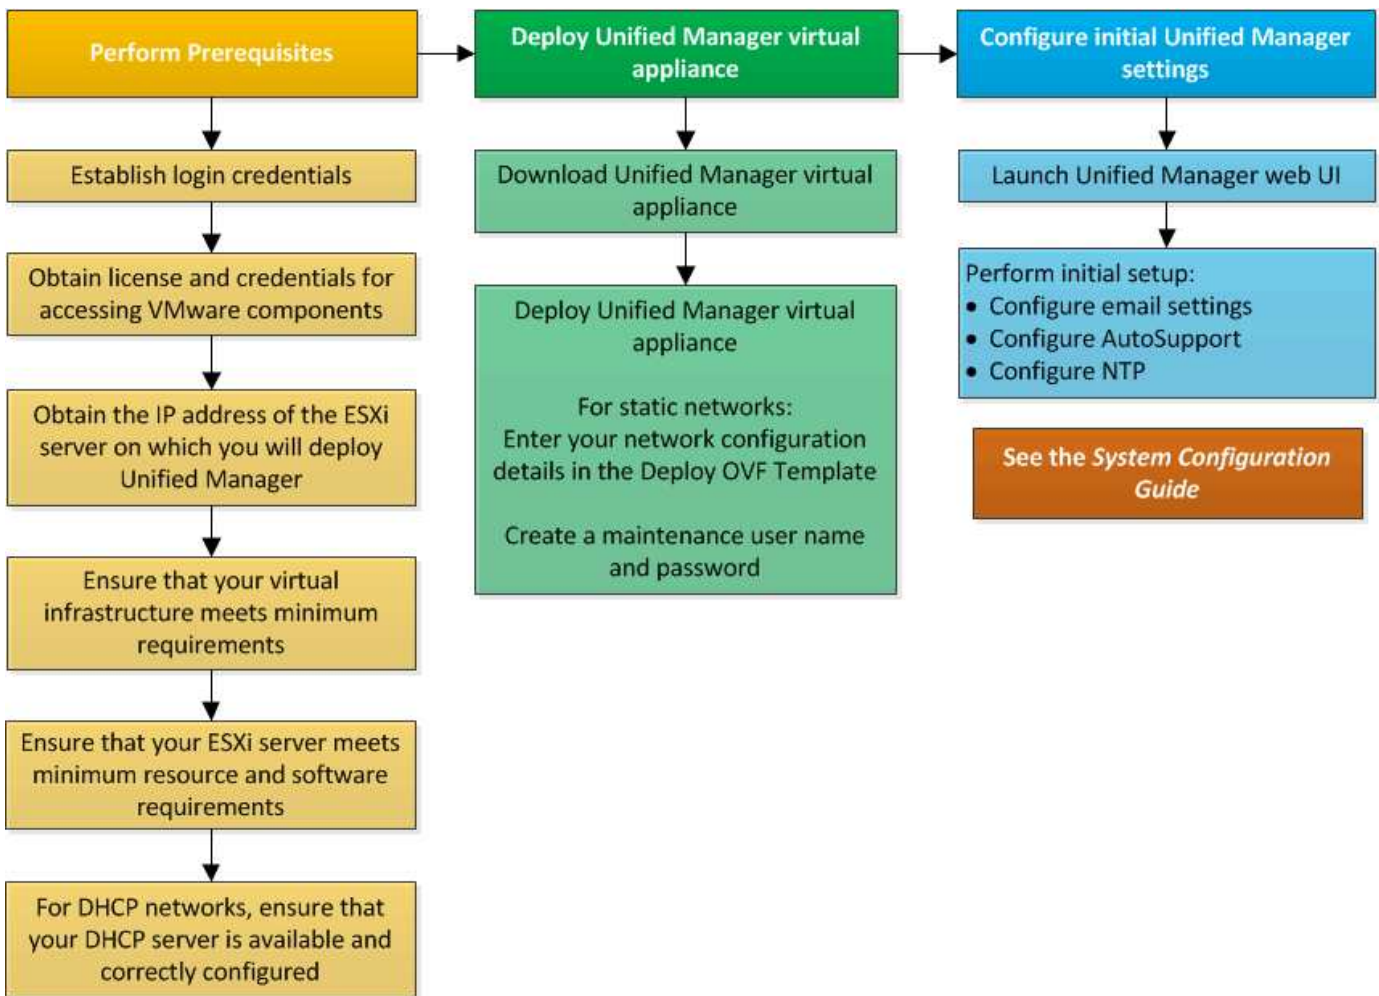 Perform Prerequisites
Establish login credentials
Obtain license and credentials for
accessing VMware components
Obtain the IP address of the ESXi
server on which you will deploy
Unified Manager
Ensure that your virtual
infrastructure meets minimum
requirements
Ensure that your ESXi server meets
minimum resource and software
requirements
For DHCP networks, ensure that
your DHCP server is available and
correctly configured
Deploy Unified Manager virtual
appliance
Download Unified Manager virtual
appliance
Deploy Unified Manager virtual
appliance
For static networks:
Enter your network configuration
details in the Deploy OVF Template
Create a maintenance user name
and password
Configure initial Unified Manager
settings
Launch Unified Manager web UI
Perform initial setup:
• Configure email settings
• Configure AutoSupport
• Configure NTP
See the System Configuration
Guide